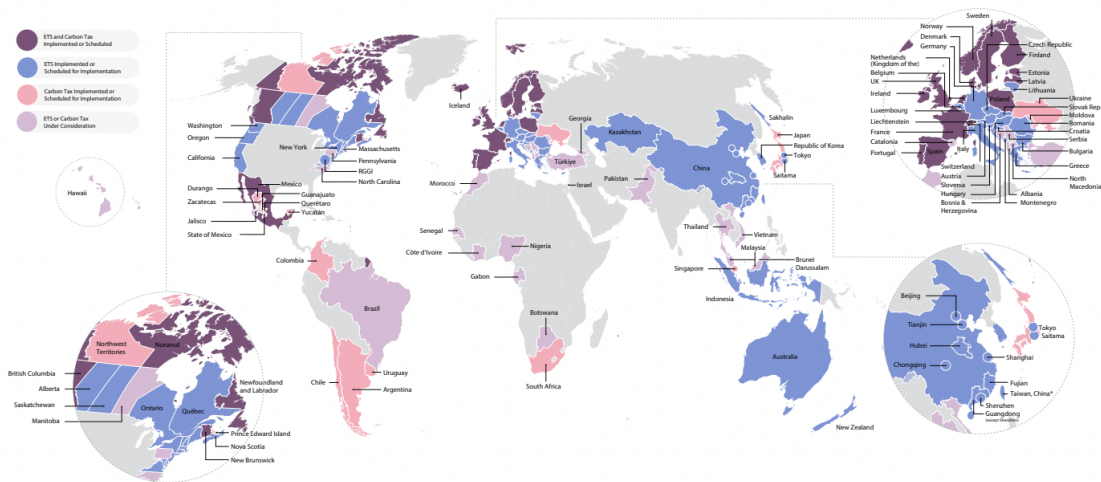 ETS and Carbon Tax
Implemented or Scheduled
ETS Implemented or
Scheduled for Implementation
Carbon Tax Implemented or
Scheduled for Implementation
ETS or Carbon Tax
Under Consideration
Hawaii
Washington
Oregon
California
New York
Massachusetts
Pennsylvania
RGGI
North Carolina
Durango
Zacatecas
Jalisco
State of Mexico
Mexico
Guanajuato
Querétaro
Yucatán
Colombia
Brazil
Chile
Uruguay
Argentina
Iceland
Morocco
Senegal
Côte d'Ivoire
Nigeria
Gabon
Botswana
South Africa
Georgia
Türkiye
Israel
Kazakhstan
Pakistan
China
Sakhalin
Japan
Republic of Korea
Tokyo
Saitama
Thailand
Vietnam
Malaysia
Singapore
Brunei
Darussalam
Indonesia
Australia
New Zealand
Northwest
Territories
Nunavut
British Columbia
Alberta
Saskatchewan
Manitoba
Ontario
Québec
Newfoundland
and Labrador
Prince Edward Island
Nova Scotia
New Brunswick
Sweden
Norway
Denmark
Germany
Netherlands
(Kingdom of the)
Belgium
UK
Ireland
Luxembourg
Liechtenstein
France
Catalonia
Portugal
Spain
Italy
Switzerland
Austria
Slovenia
Hungary
Bosnia &
Herzegovina
Czech Republic
Finland
Estonia
Latvia
Lithuania
Poland
Ukraine
Slovak Rep.
Moldova
Romania
Croatia
Serbia
Bulgaria
Greece
North
Macedonia
Albania
Montenegro
Beijing
Tianjin
Hubei
Chongqing
Tokyo
Saitama
Shanghai
Fujian
Taiwan, China*
Shenzhen
Guangdong
(except Shenzhen)